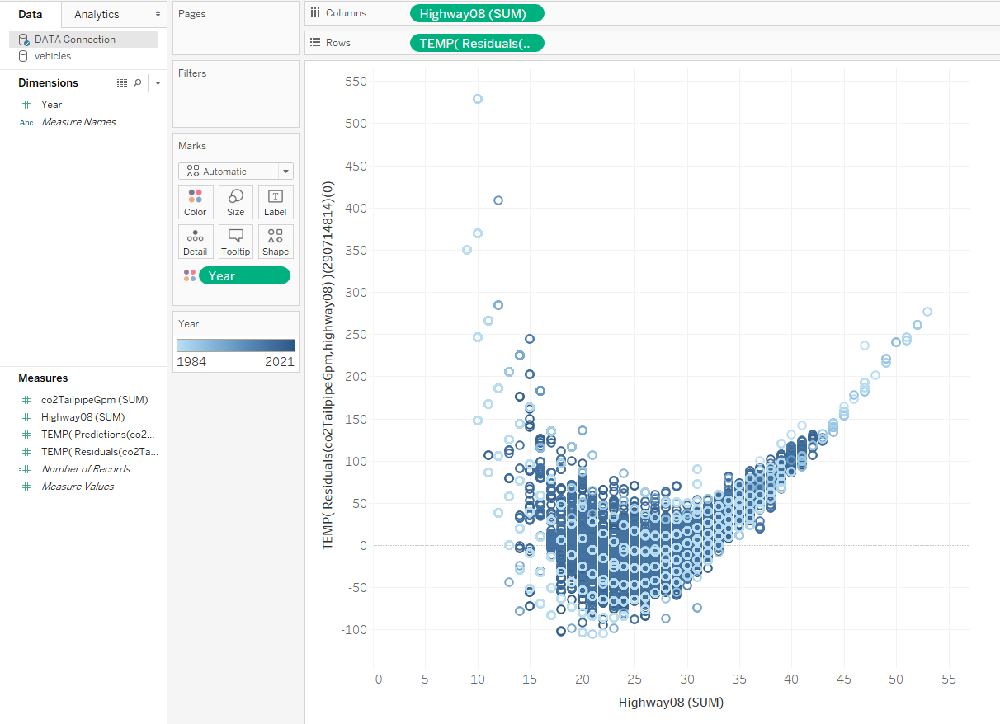 Data
Analytics
DATA Connection
vehicles
Dimensions
Year
Abc Measure Names
Measures
co2TailpipeGpm (SUM)
Highway08 (SUM)
TEMP( Predictions(co2...
TEMP( Residuals(co2Ta...
Number of Records
Measure Values
Pages
Filters
Marks
Automatic
Color
Size
Label
Detail
Tooltip
Shape
Year
Year
1984
2021
Columns
Highway08 (SUM)
Rows
TEMP( Residuals(..
TEMP( Residuals(co2TailpipeGpm,highway08) )(290714814)(0)
550
500
450
400
350
300
250
200
150
100
50
0
-50
-100
0 5 10 15 20 25 30 35 40 45 50 55
Highway08 (SUM)